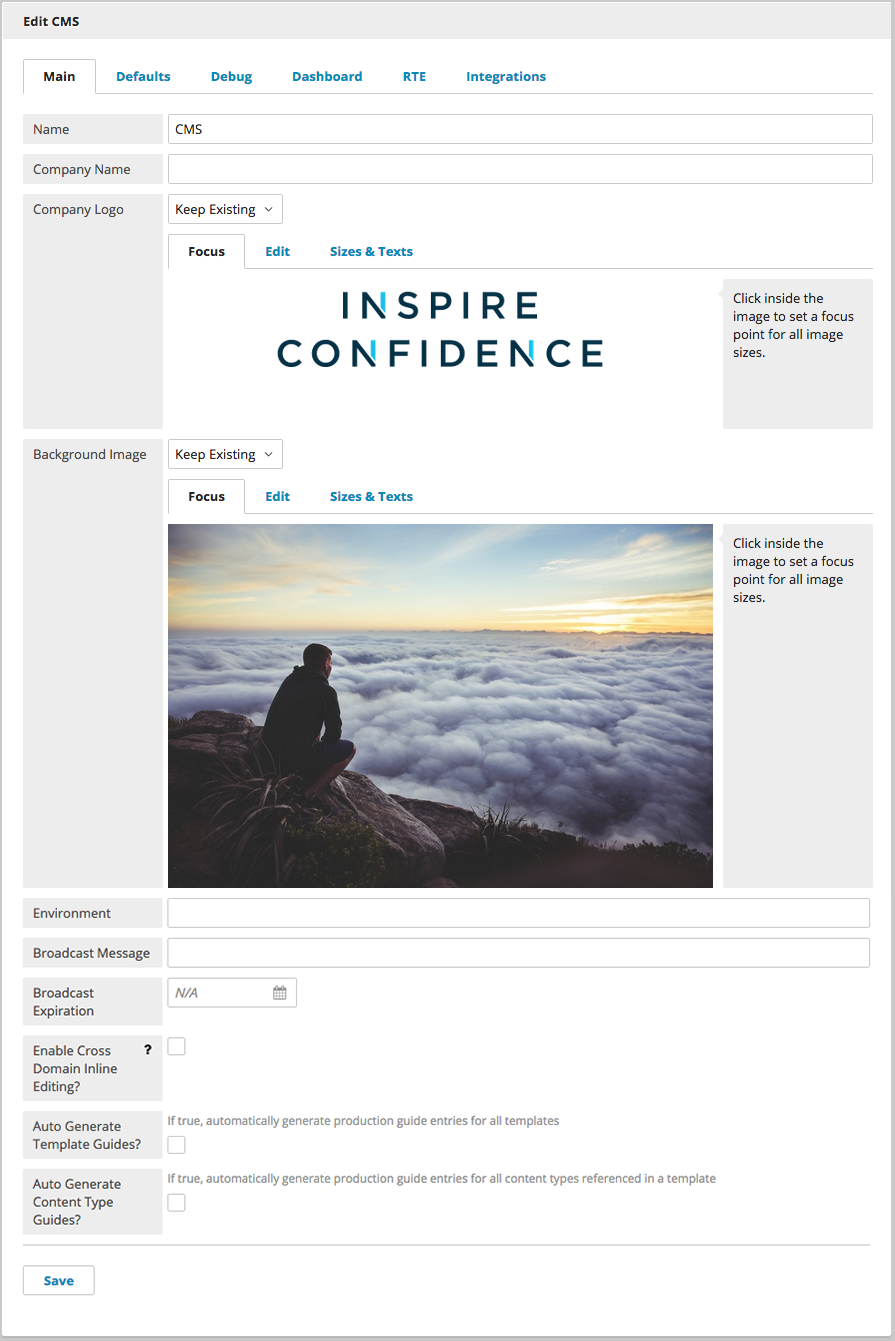 Edit CMS
Main Defaults Debug Dashboard RTE Integrations
Name CMS
Company Name
Company Logo Keep Existing
Focus Edit Sizes & Texts
INSPIRE
CONFIDENCE
Click inside the
image to set a focus
point for all image
sizes.
Background Image Keep Existing
Focus Edit Sizes & Texts
Click inside the
image to set a focus
point for all image
sizes.
Environment
Broadcast Message
Broadcast
Expiration
N/A
Enable Cross ?
Domain Inline
Editing?
Auto Generate
Template Guides?
If true, automatically generate production guide entries for all templates
Auto Generate
Content Type
Guides?
If true, automatically generate production guide entries for all content types referenced in a template
Save